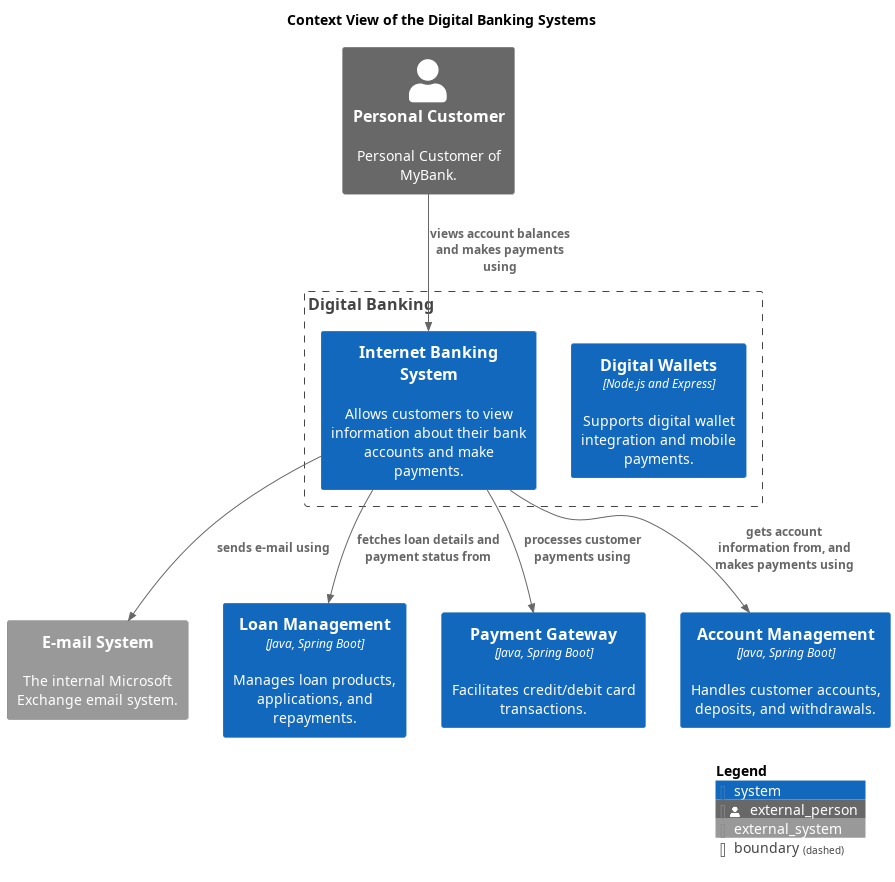 Context View of the Digital Banking Systems
Personal Customer
Personal Customer of
MyBank.
views account balances
and makes payments
using
Digital Banking
Internet Banking
System
Allows customers to view
information about their bank
accounts and make
payments.
Digital Wallets
[Node.js and Express]
Supports digital wallet
integration and mobile
payments.
sends e-mail using
fetches loan details and
payment status from
processes customer
payments using
gets account
information from, and
makes payments using
E-mail System
The internal Microsoft
Exchange email system.
Loan Management
[Java, Spring Boot]
Manages loan products,
applications, and
repayments.
Payment Gateway
[Java, Spring Boot]
Facilitates credit/debit card
transactions.
Account Management
[Java, Spring Boot]
Handles customer accounts,
deposits, and withdrawals.
Legend
system
external_person
external_system
boundary (dashed)